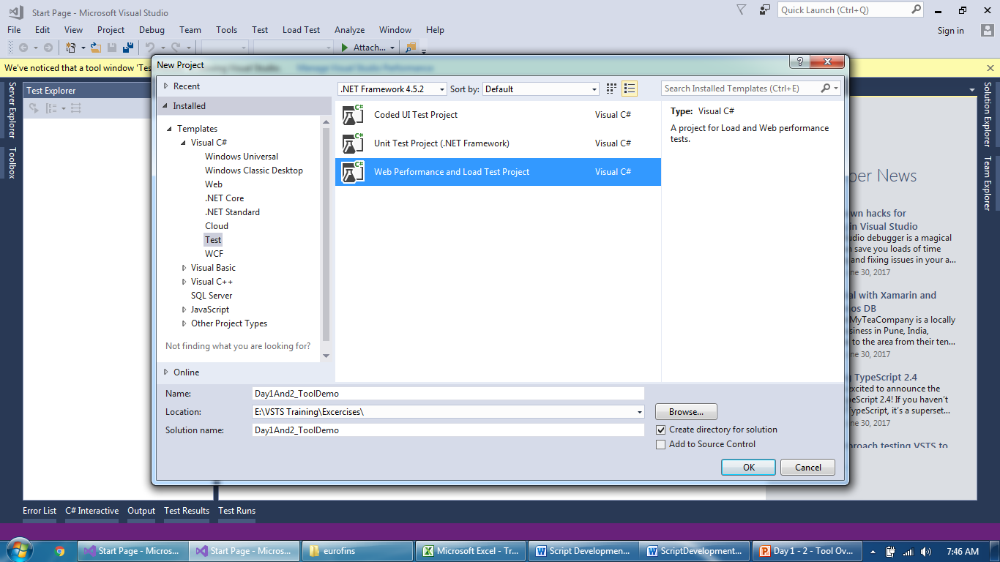 Start Page - Microsoft Visual Studio
Quick Launch (Ctrl+Q)
File Edit View Project Debug Team Tools Test Load Test Analyze Window Help
Sign in
Attach...
We've noticed that a tool window 'Tes
Visual Studio
Manage Visual Studio Performance
New Project
Server Explorer
Toolbox
Test Explorer
Recent
Installed
Templates
Visual C#
Windows Universal
Windows Classic Desktop
Web
.NET Core
.NET Standard
Cloud
Test
WCF
Visual Basic
Visual C++
SQL Server
JavaScript
Other Project Types
Not finding what you are looking for?
Online
.NET Framework 4.5.2
Sort by: Default
C# Coded UI Test Project Visual C#
C# Unit Test Project (.NET Framework) Visual C#
C# Web Performance and Load Test Project Visual C#
Search Installed Templates (Ctrl+E)
Type: Visual C#
A project for Load and Web performance
tests.
Name: Day1And2_ToolDemo
Location: E:\VSTS Training\Excercises\
Browse...
Solution name: Day1And2_ToolDemo
Create directory for solution
Add to Source Control
OK Cancel
Solution Explorer
Team Explorer
per News
wn hacks for
in Visual Studio
udio debugger is a magical
n save you loads of time
and fixing issues in your a...
ne 30, 2017
al with Xamarin and
os DB
MyTeaCompany is a locally
siness in Pune, India,
to the area from their ten...
ne 30, 2017
g TypeScript 2.4
excited to announce the
peScript 2.4! If you haven't
TypeScript, it's a superset...
ne 30, 2017
proach testing VSTS to
Error List C# Interactive Output Test Results Test Runs
Start Page - Micros...
Start Page - Micros...
eurofins
Microsoft Excel - Tr...
Script Developmen...
ScriptDevelopment...
Day 1 - 2 - Tool Ov...
7:46 AM